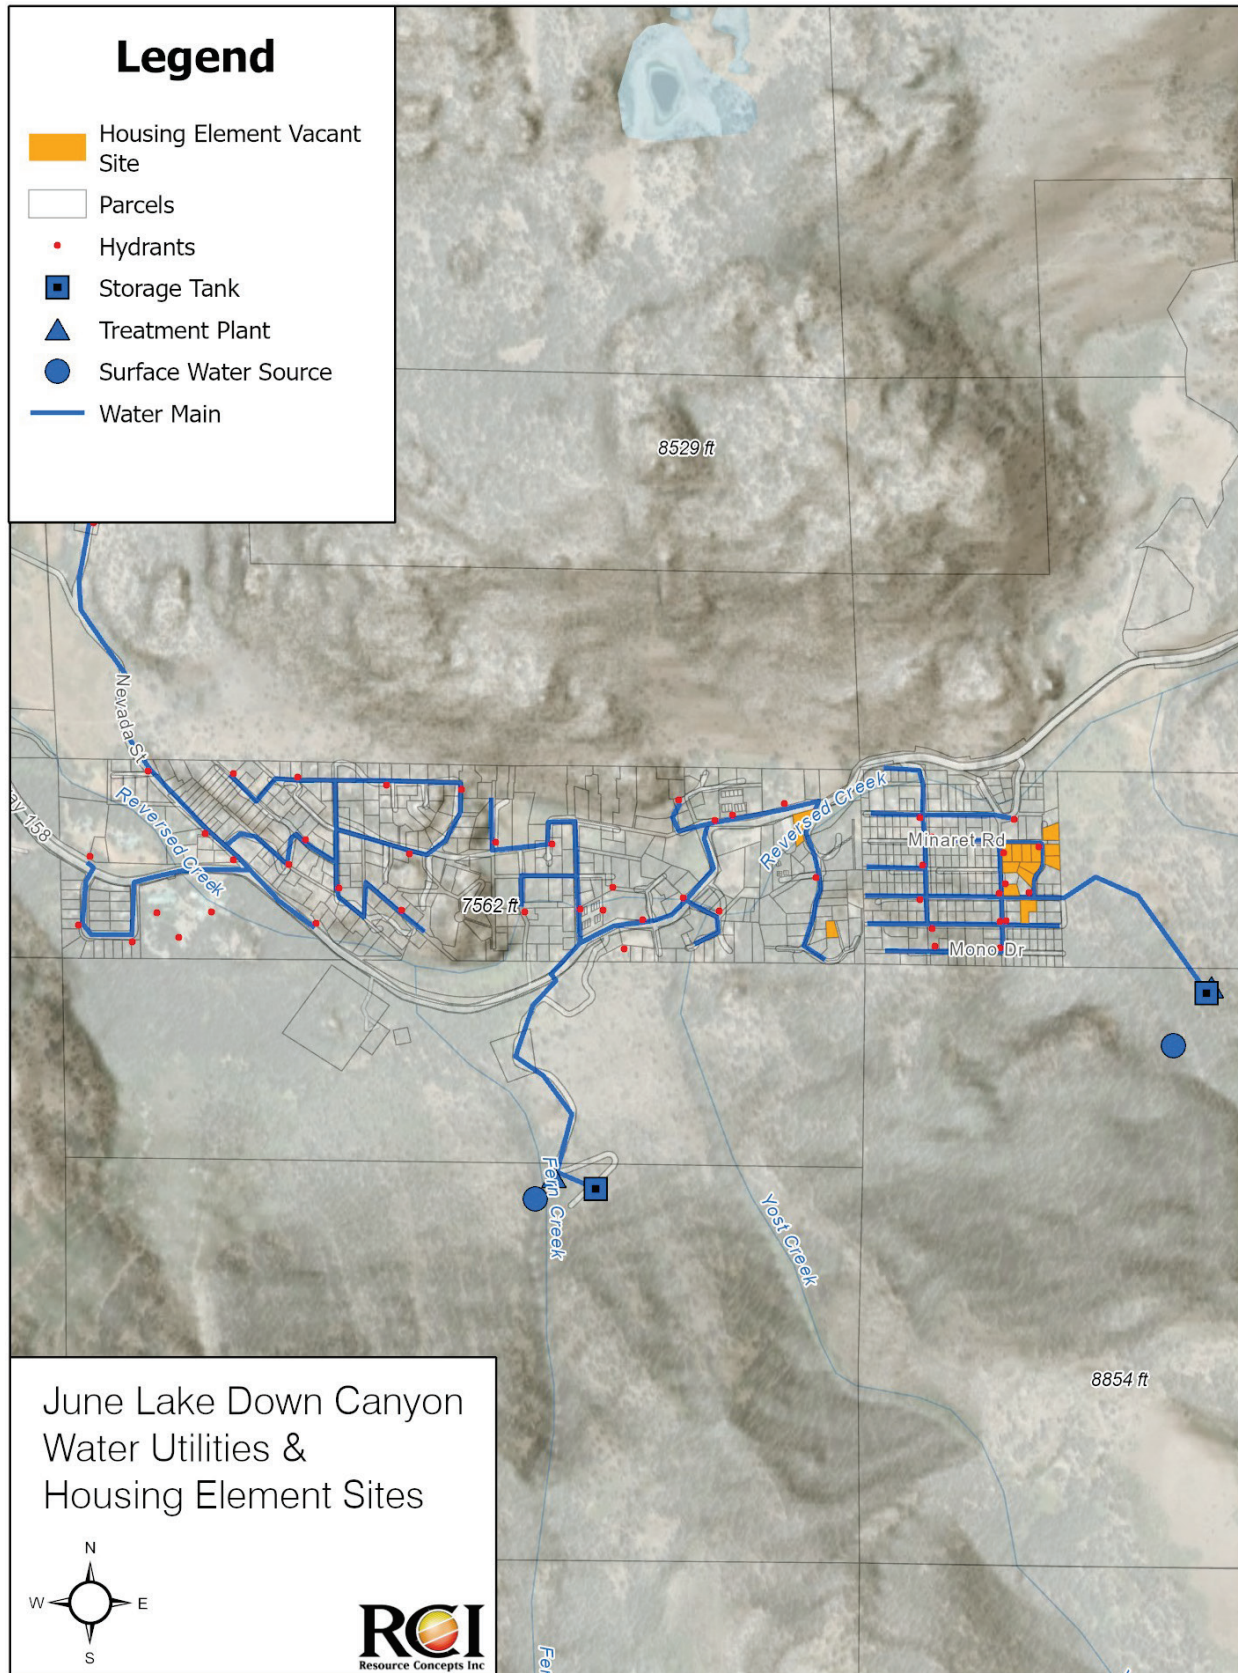 Legend
Housing Element Vacant
Site
Parcels
Hydrants
Storage Tank
Treatment Plant
Surface Water Source
Water Main
8529 ft
Nevada St
Reversed Creek
158
Reversed Creek
Minaret Rd
7562 ft
Mono Dr
Fern Creek
Yost Creek
8854 ft
June Lake Down Canyon
Water Utilities &
Housing Element Sites
N
W E
S
RCI
Resource Concepts Inc